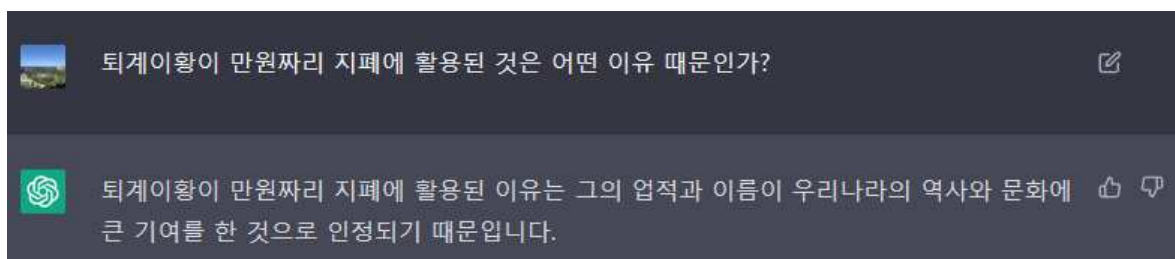 퇴계이황이 만원짜리 지폐에 활용된 것은 어떤 이유 때문인가?
퇴계이황이 만원짜리 지폐에 활용된 이유는 그의 업적과 이름이 우리나라의 역사와 문화에
큰 기여를 한 것으로 인정되기 때문입니다.